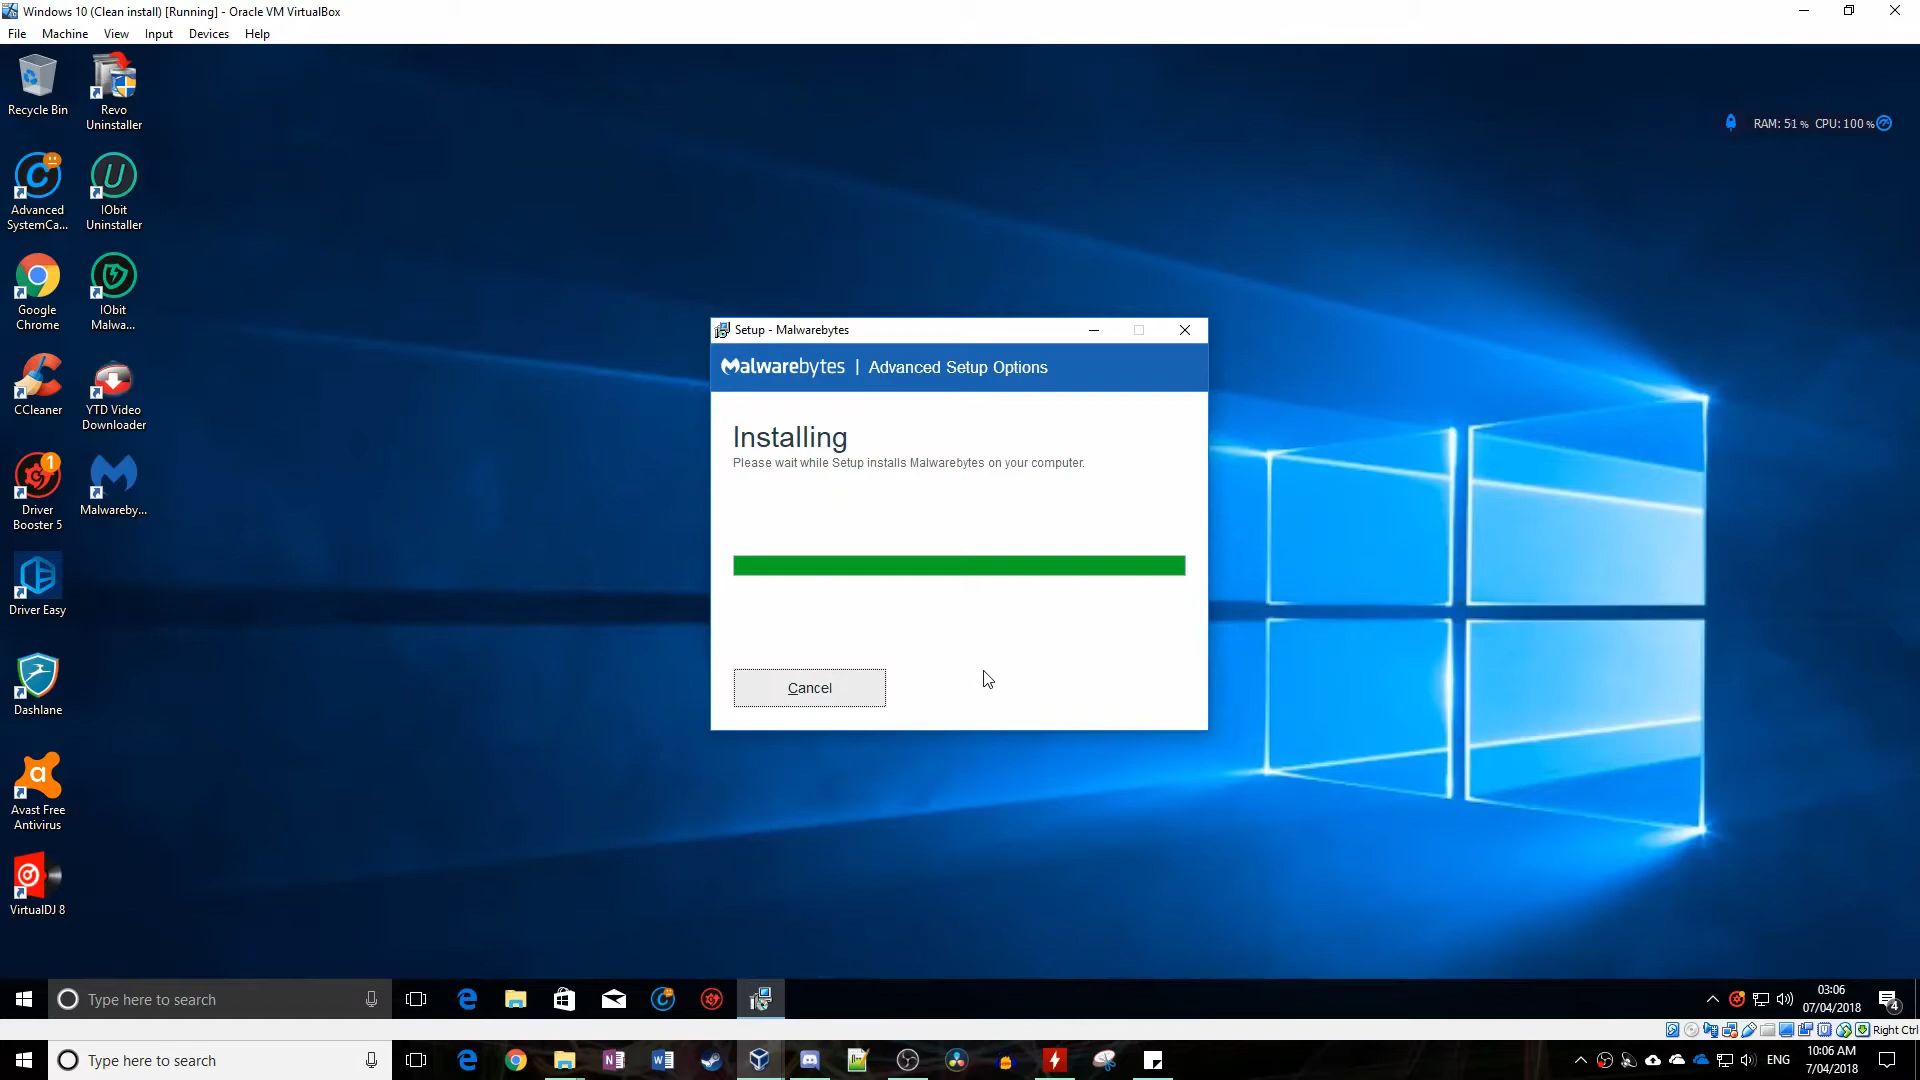 Windows 10 (Clean install) [Running] - Oracle VM VirtualBox
File Machine View Input Devices Help
Recycle Bin
Revo
Uninstaller
RAM: 51 % CPU: 100 %
Advanced
SystemCa...
IObit
Uninstaller
Google
Chrome
IObit
Malwa...
CCleaner
YTD Video
Downloader
1
Driver
Booster 5
Malwareby...
Driver Easy
Dashlane
Avast Free
Antivirus
VirtualDJ 8
Setup - Malwarebytes
Malwarebytes | Advanced Setup Options
Installing
Please wait while Setup installs Malwarebytes on your computer.
Cancel
Type here to search
03:06
07/04/2018
4
Right Ctrl
Type here to search
ENG
10:06 AM
7/04/2018